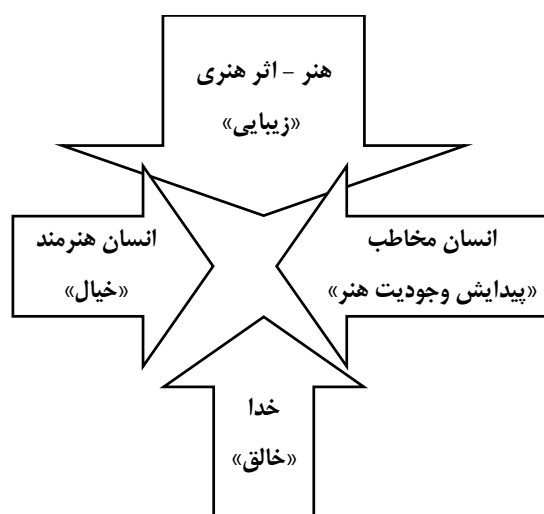 هنر – اثر هنری
«زیبایی»
انسان مخاطب
«پیدایش وجودیت هنر»
انسان هنرمند
«خیال»
خدا
«خالق»